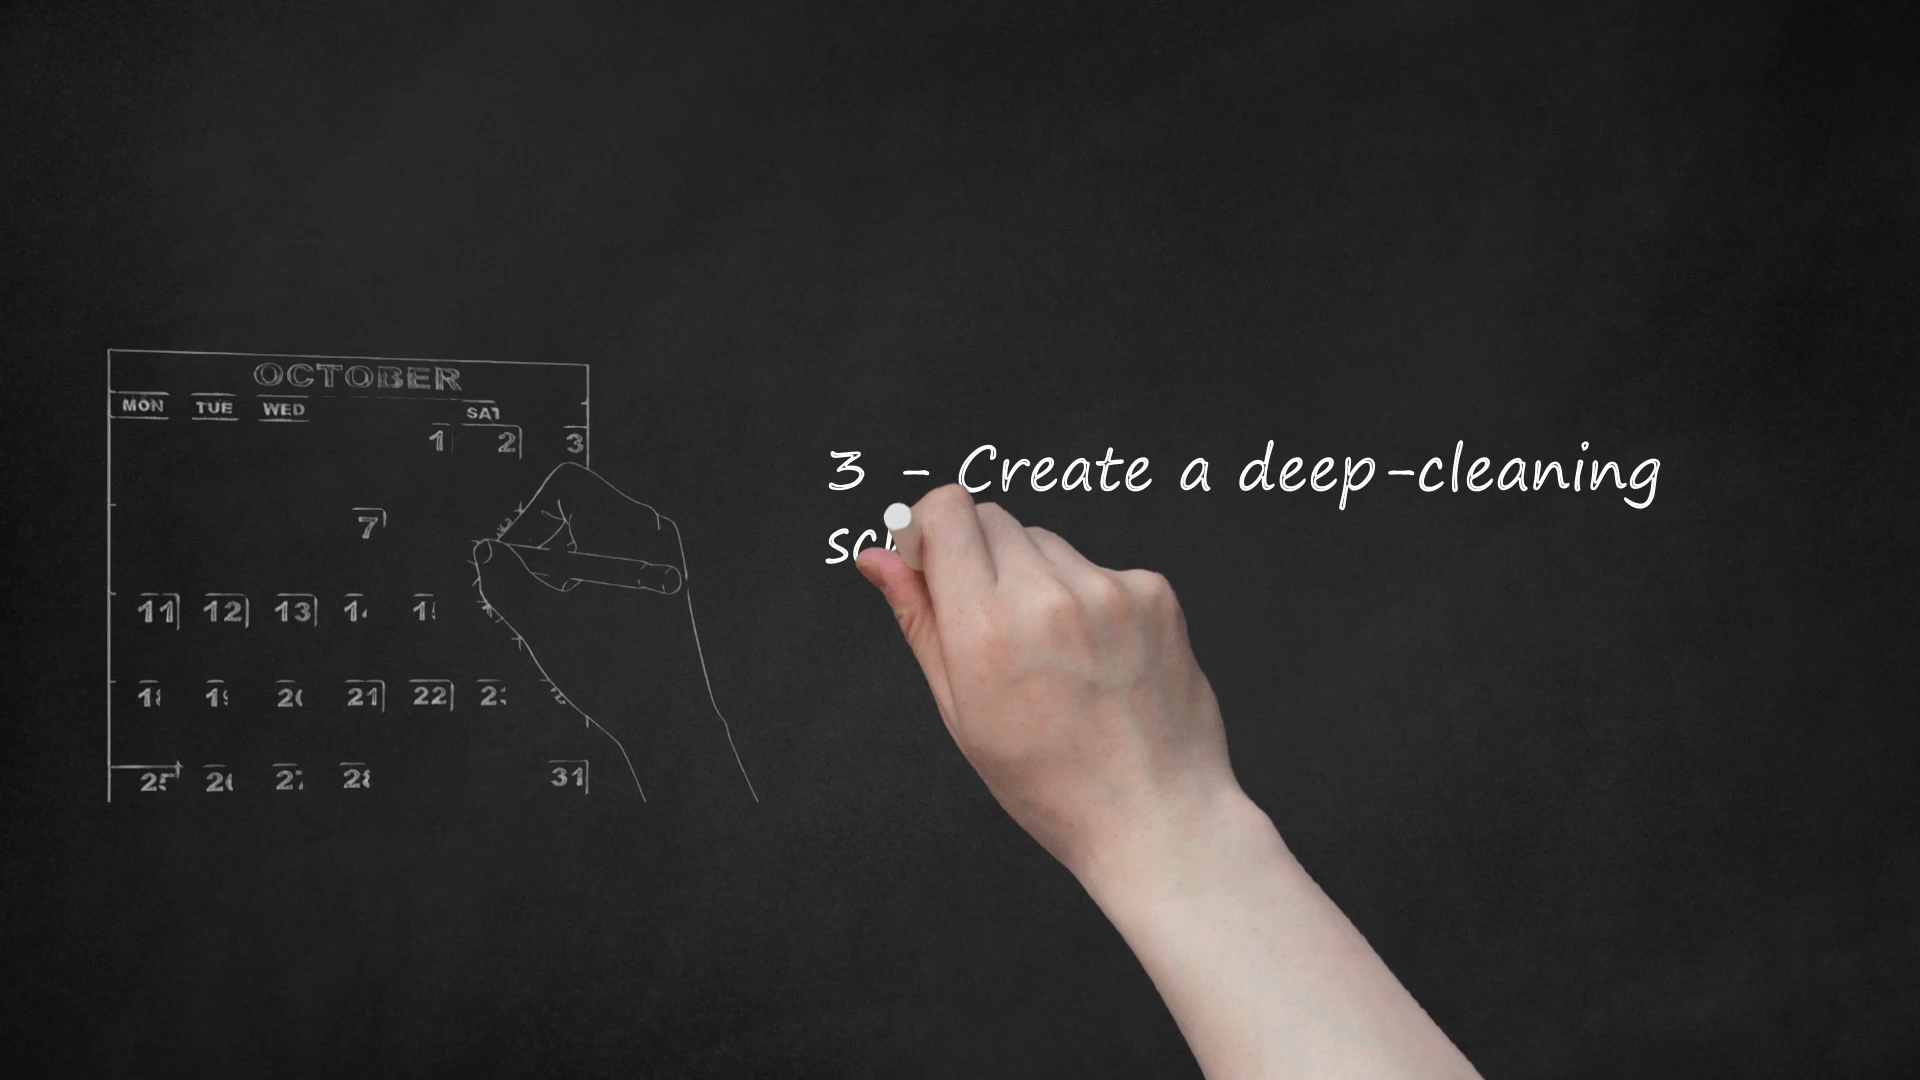 OCTOBER
MON TUE WED SAT
1 2 3
7
11 12 13
21 22
31
3 - Create a deep-cleaning